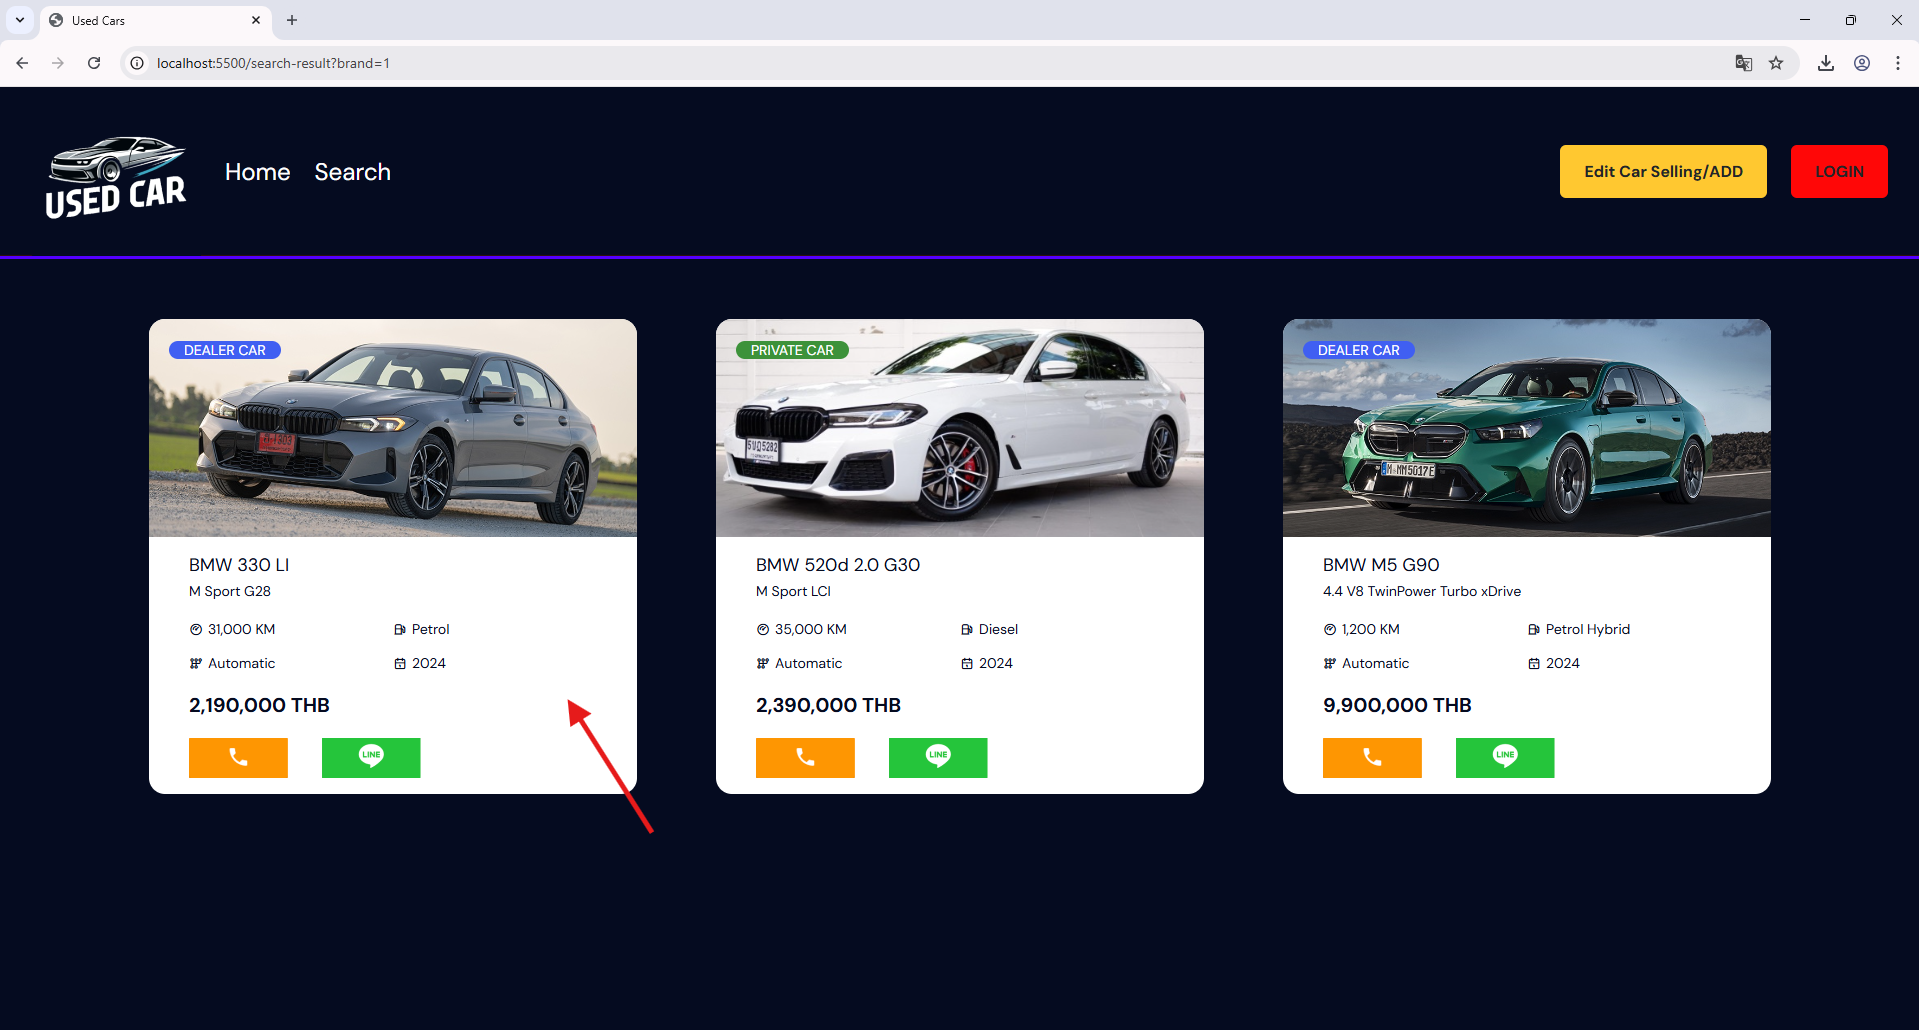 Used Cars
localhost:5500/search-result?brand=1
USED CAR
Home Search
Edit Car Selling/ADD LOGIN
DEALER CAR
BMW 330 LI
M Sport G28
31,000 KM Petrol
Automatic 2024
2,190,000 THB
LINE
PRIVATE CAR
5282
BMW 520d 2.0 G30
M Sport LCI
35,000 KM Diesel
Automatic 2024
2,390,000 THB
LINE
DEALER CAR
M MM5017E
BMW M5 G90
4.4 V8 TwinPower Turbo xDrive
1,200 KM Petrol Hybrid
Automatic 2024
9,900,000 THB
LINE